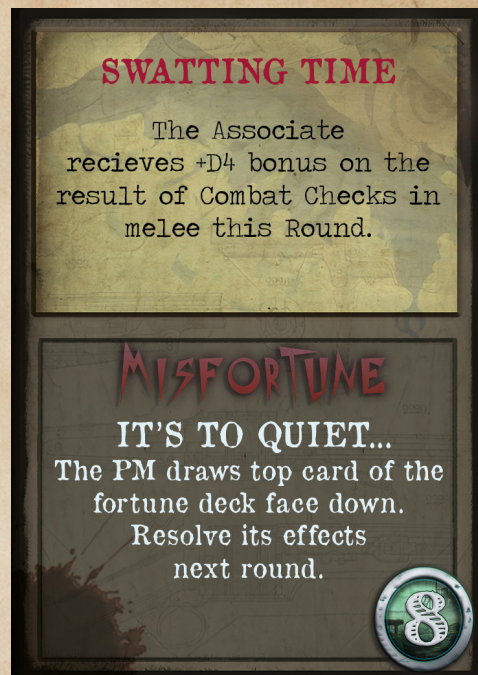 SWATTING TIME
The Associate
recieves +D4 bonus on the
result of Combat Checks in
melee this Round.
MISFORTUNE
IT'S TO QUIET...
The PM draws top card of the
fortune deck face down.
Resolve its effects
next round.
8